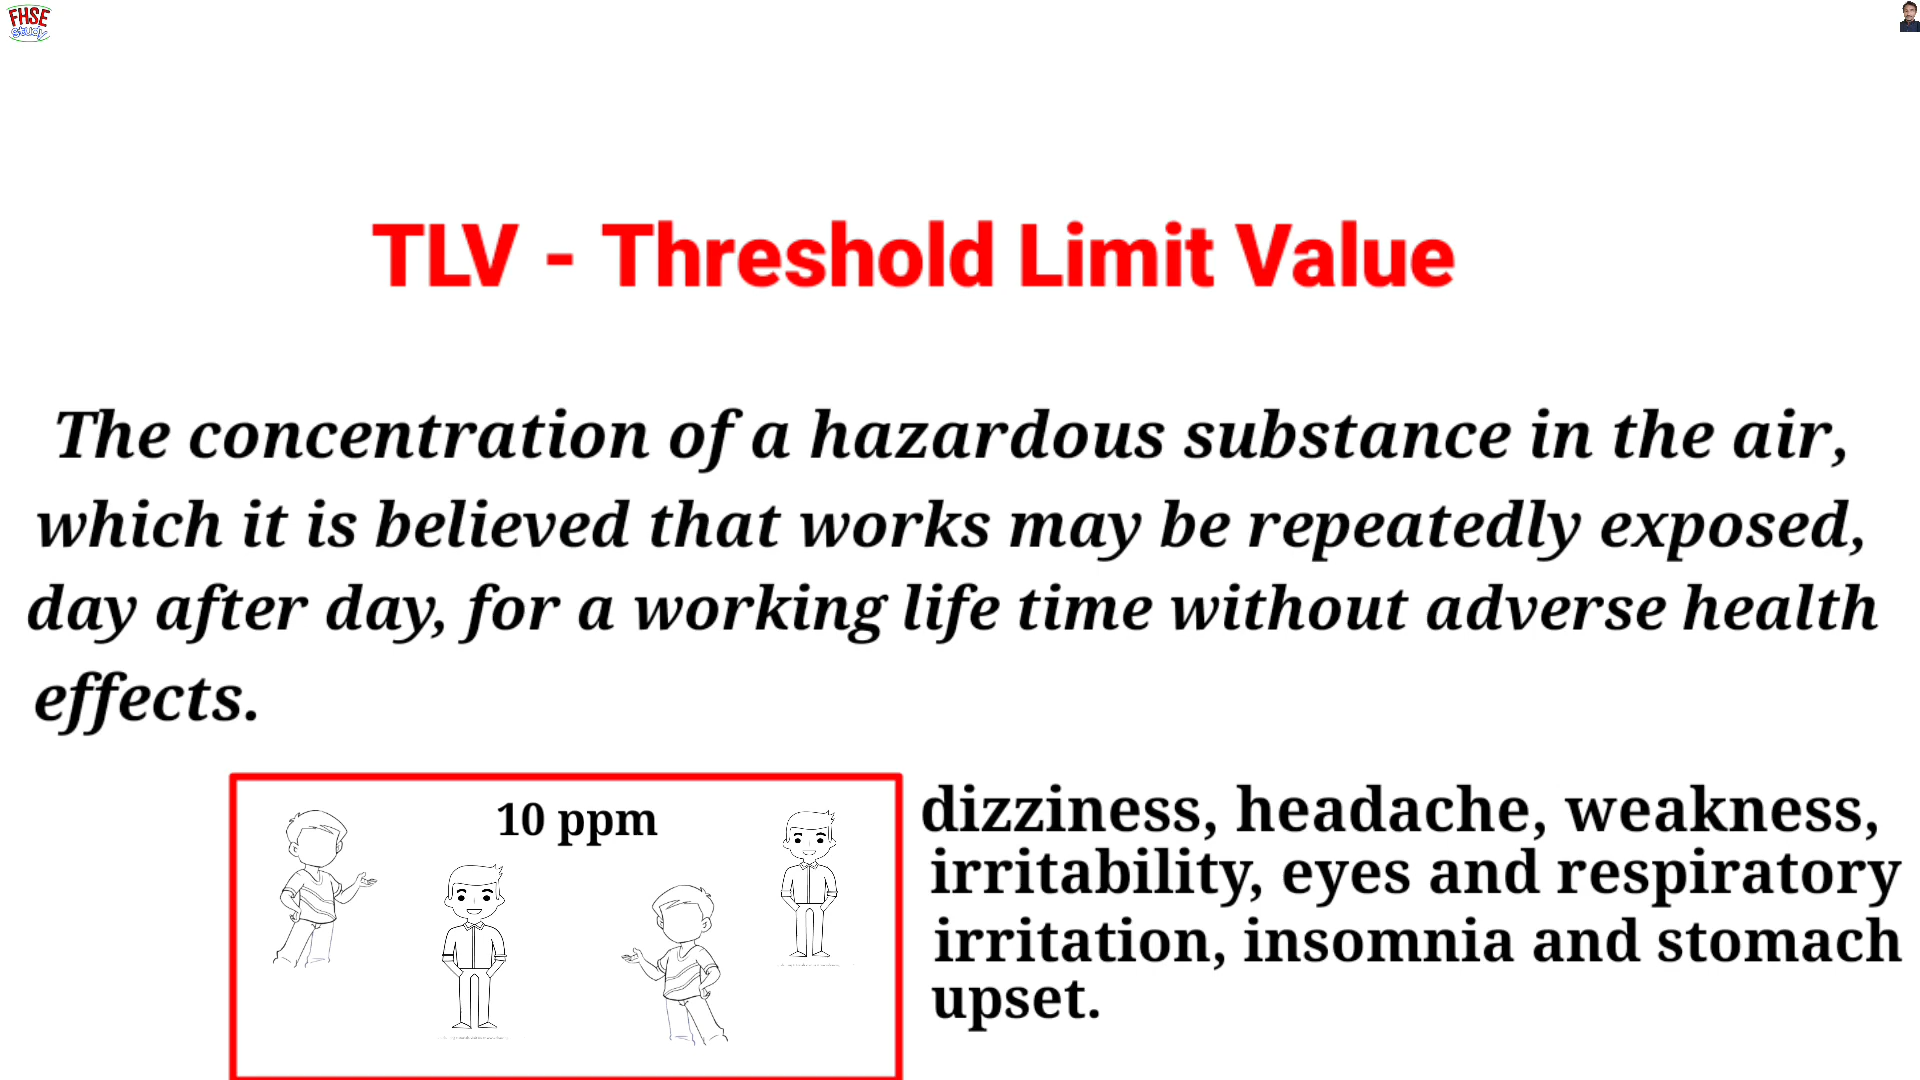 FHSE
Study
TLV - Threshold Limit Value
The concentration of a hazardous substance in the air,
which it is believed that works may be repeatedly exposed,
day after day, for a working life time without adverse health
effects.
10 ppm
dizziness, headache, weakness,
irritability, eyes and respiratory
irritation, insomnia and stomach
upset.